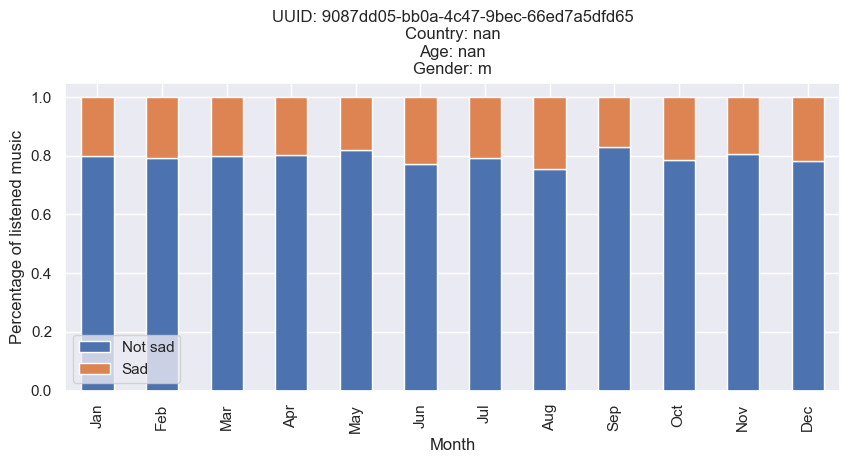 UUID: 9087dd05-bb0a-4c47-9bec-66ed7a5dfd65
Country: nan
Age: nan
Gender: m
Percentage of listened music
1.0
0.8
0.6
0.4
0.2
0.0
Not sad
Sad
Jan
Feb
Mar
Apr
May
Jun
Jul
Aug
Sep
Oct
Nov
Dec
Month